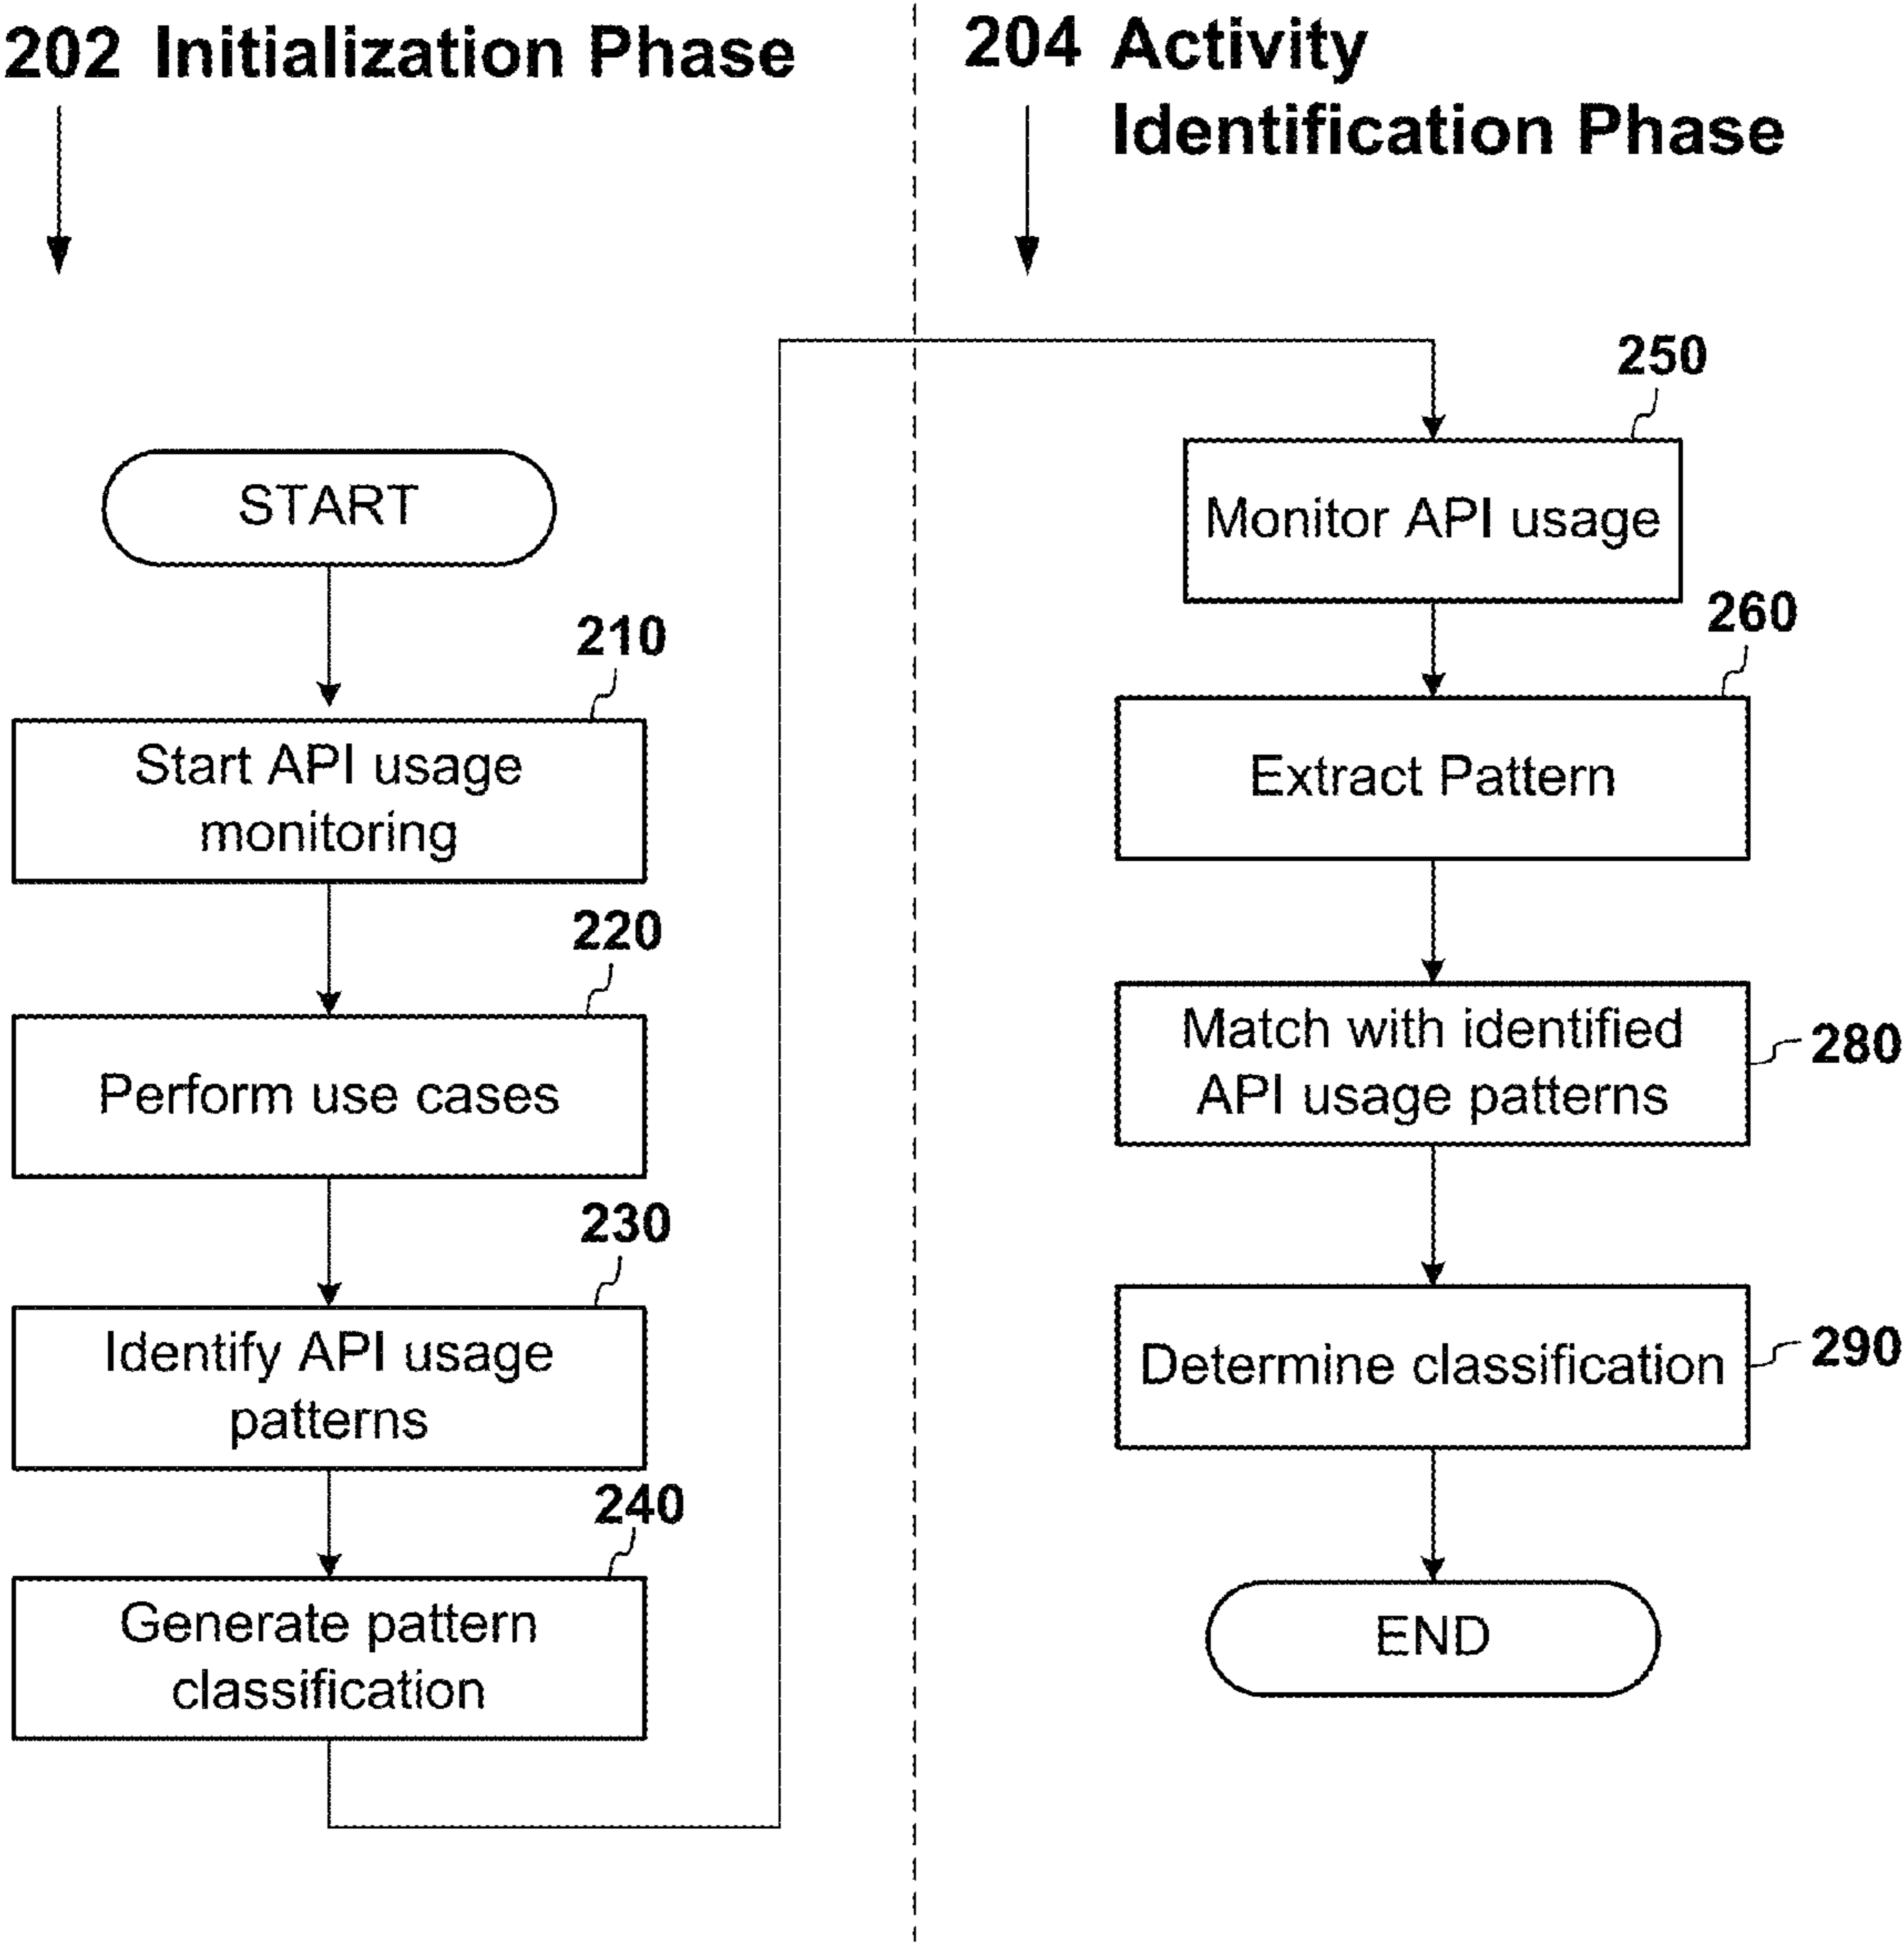 202 Initialization Phase
START
210
Start API usage
monitoring
220
Perform use cases
230
Identify API usage
patterns
240
Generate pattern
classification
204 Activity
Identification Phase
250
Monitor API usage
260
Extract Pattern
Match with identified
API usage patterns
280
Determine classification
290
END